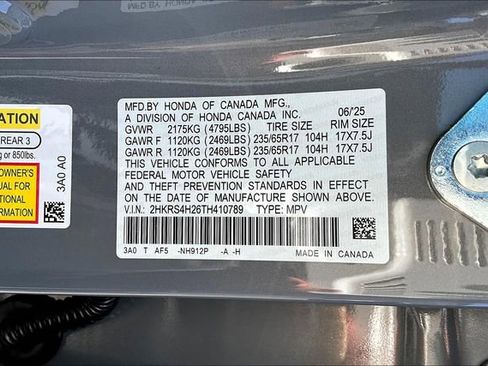 MFD.BY HONDA OF CANADA MFG.,
A DIVISION OF HONDA CANADA INC. 06/'25
GVWR 2175KG (4795LBS) TIRE SIZE RIM SIZE
GAWR F 1120KG (2469LBS) 235/65R17 104H 17X7.5J
GAWR R 1120KG (2469LBS) 235/65R17 104H 17X7.5J
THIS VEHICLE CONFORMS TO ALL APPLICABLE
FEDERAL MOTOR VEHICLE SAFETY
AND THEFT PREVENTION STANDARDS IN EFFECT
ON THE DATE OF MANUFACTURE SHOWN ABOVE.
V.I.N.: 2HKRS4H26TH410789 TYPE: MPV
3A0 T AF5 -NH912P -A -H MADE IN CANADA
MATION
REAR 3
g or 850lbs.
OWNER'S
UAL FOR
TIONAL
RMATION
3A0 A0